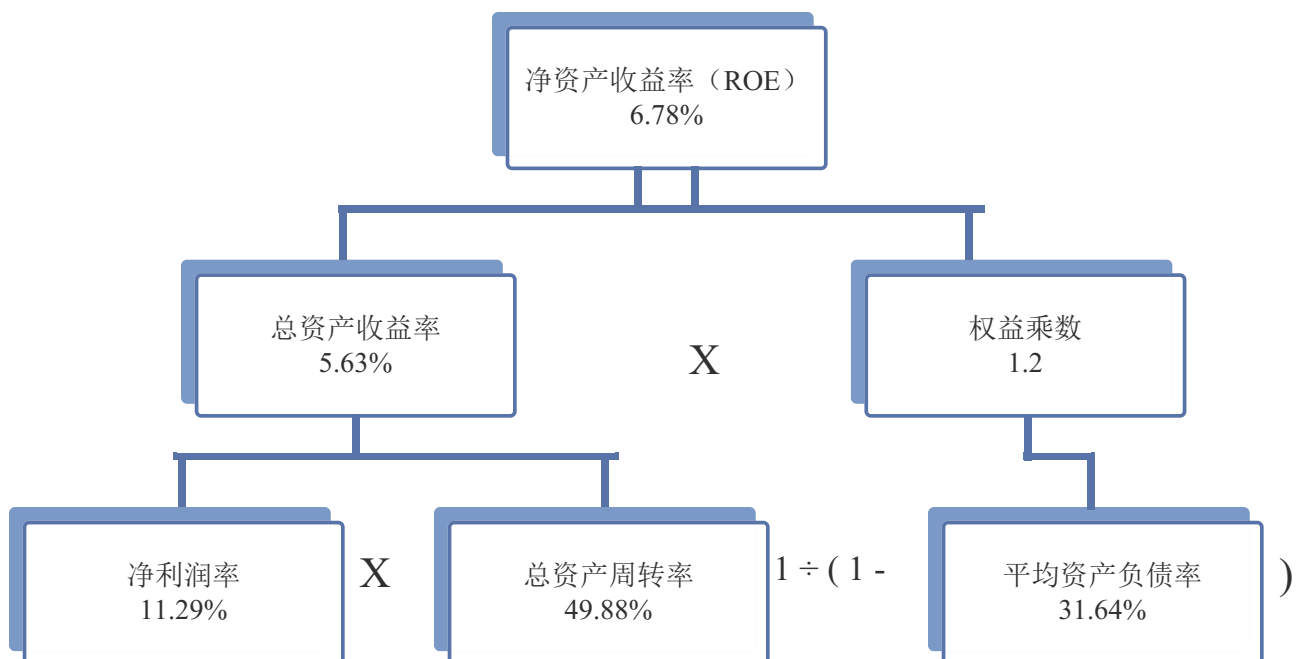 净资产收益率（ROE）
6.78%
总资产收益率
5.63%
X
权益乘数
1.2
净利润率
11.29%
X
总资产周转率
49.88%
1 ÷ ( 1 -
平均资产负债率
31.64%
)